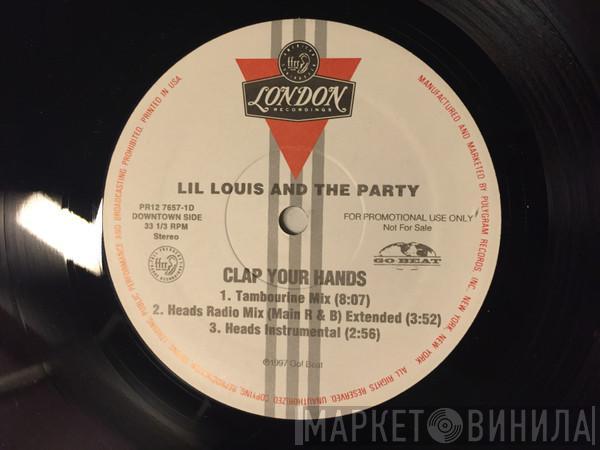 AMERICAN
ffrr
LONDON
RECORDINGS
LIL LOUIS AND THE PARTY
PR12 7657-1D
DOWNTOWN SIDE
33 1/3 RPM
Stereo
FOR PROMOTIONAL USE ONLY
Not For Sale
ffrr
GO BEAT
CLAP YOUR HANDS
1. Tambourine Mix (8:07)
2. Heads Radio Mix (Main R & B) Extended (3:52)
3. Heads Instrumental (2:56)
℗1997 Go! Beat
MANUFACTURED AND MARKETED BY POLYGRAM RECORDS, INC., NEW YORK, NEW YORK. ALL RIGHTS RESERVED. UNAUTHORIZED COPYING, REPRODUCTION, PUBLIC PERFORMANCE AND BROADCASTING PROHIBITED. PRINTED IN USA
МАРКЕТ ВИНИЛА